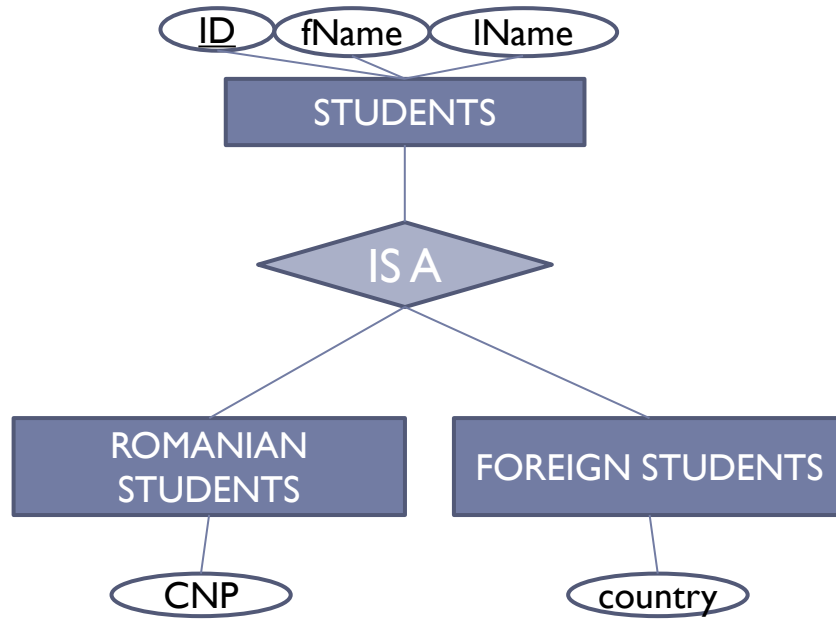 ID fName lName
STUDENTS
IS A
ROMANIAN
STUDENTS
FOREIGN STUDENTS
CNP
country